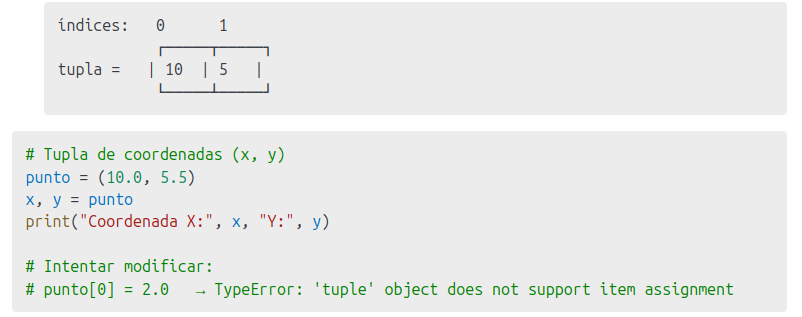 índices:   0      1
tupla =   | 10  | 5   |
# Tupla de coordenadas (x, y)
punto = (10.0, 5.5)
x, y = punto
print("Coordenada X:", x, "Y:", y)
# Intentar modificar:
# punto[0] = 2.0   → TypeError: 'tuple' object does not support item assignment